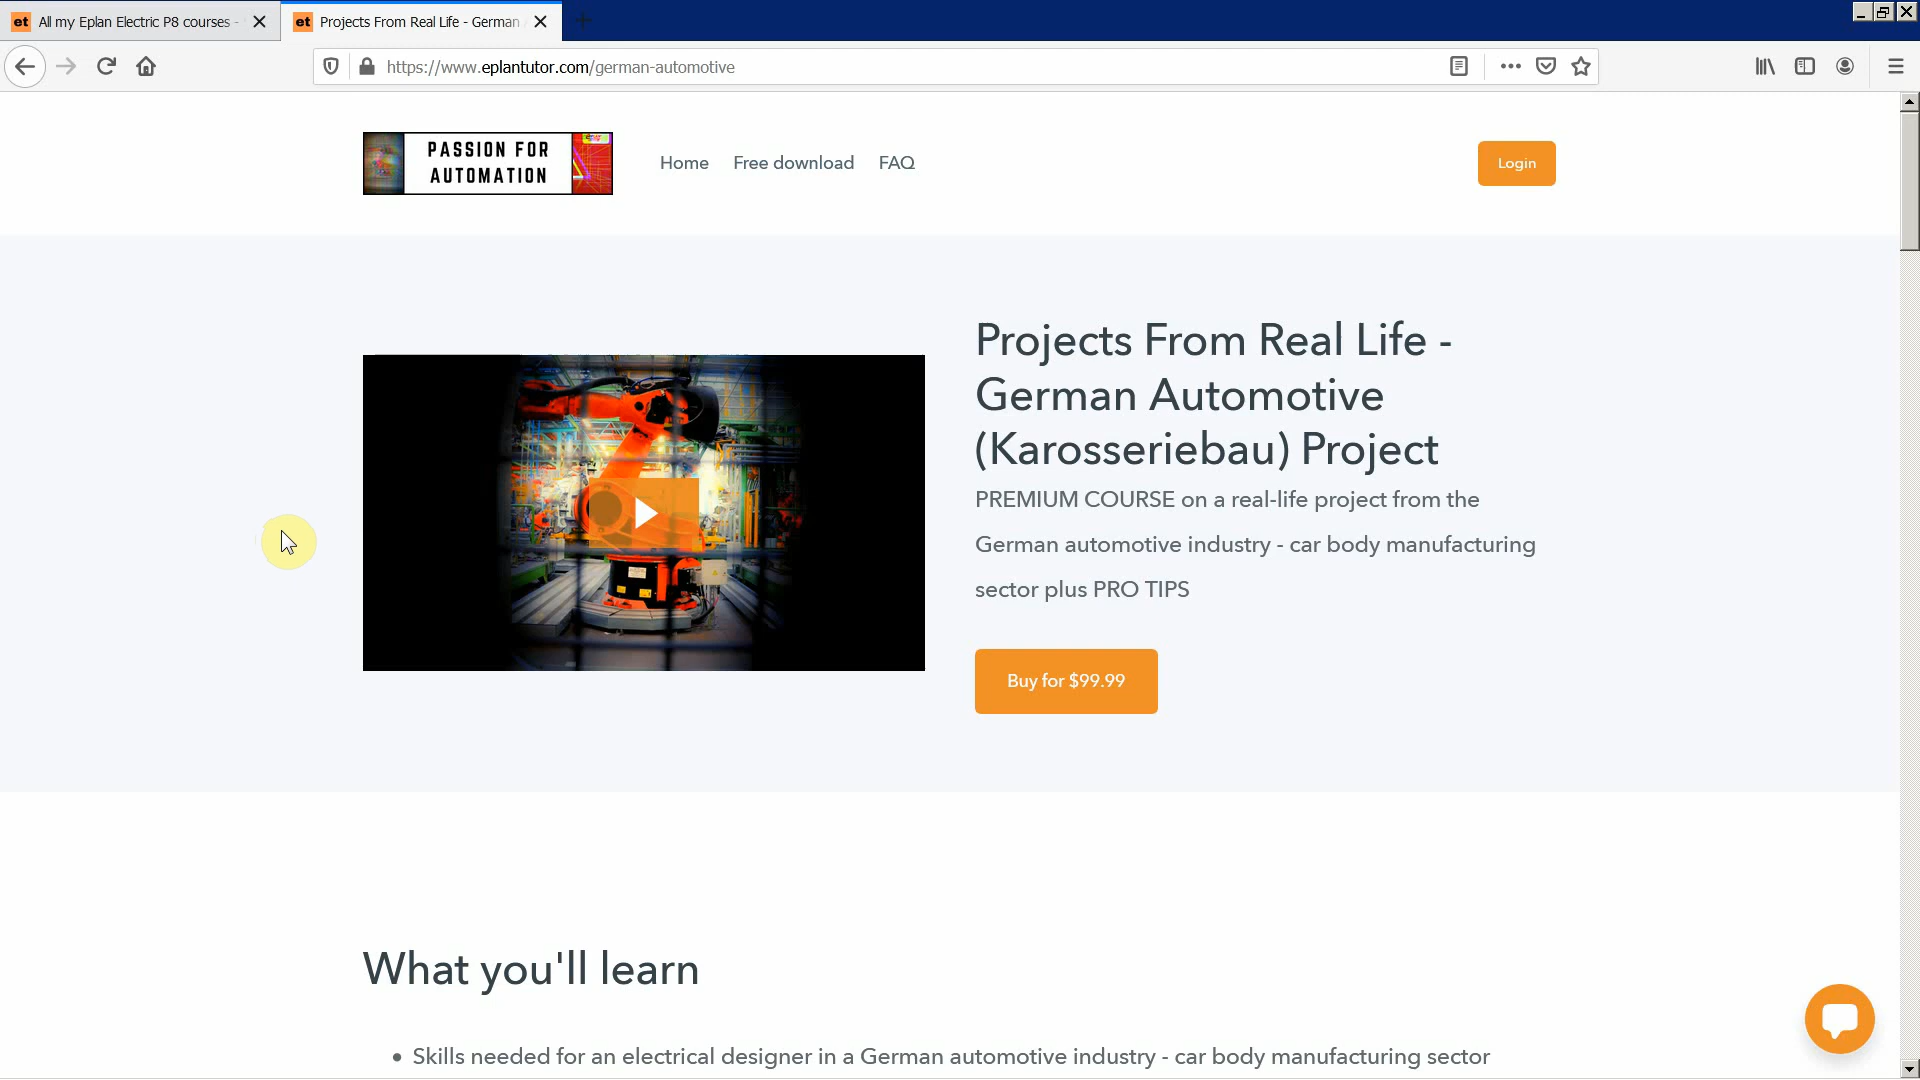 et All my Eplan Electric P8 courses -
et Projects From Real Life - German
https://www.eplantutor.com/german-automotive
PASSION FOR
AUTOMATION
Home
Free download
FAQ
Login
Projects From Real Life -
German Automotive
(Karosseriebau) Project
PREMIUM COURSE on a real-life project from the
German automotive industry - car body manufacturing
sector plus PRO TIPS
Buy for $99.99
What you'll learn
• Skills needed for an electrical designer in a German automotive industry - car body manufacturing sector